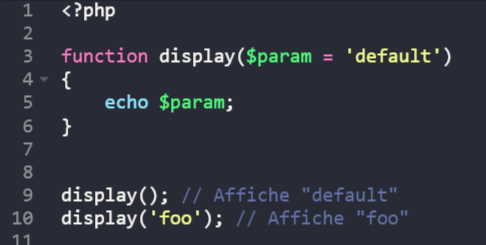 1 <?php
2
3 function display($param = 'default')
4 {
5     echo $param;
6 }
7
8
9 display(); // Affiche "default"
10 display('foo'); // Affiche "foo"
11